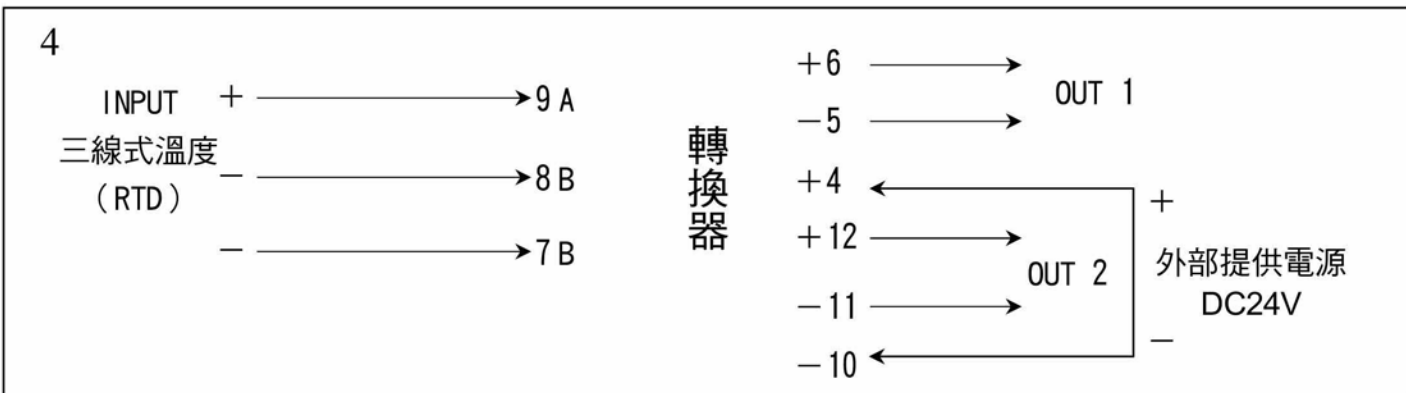 4
INPUT
三線式溫度
(RTD)
+
−
−
9 A
8 B
7 B
轉換器
+6
−5
+4
+12
−11
−10
OUT 1
OUT 2
+
外部提供電源
DC24V
−